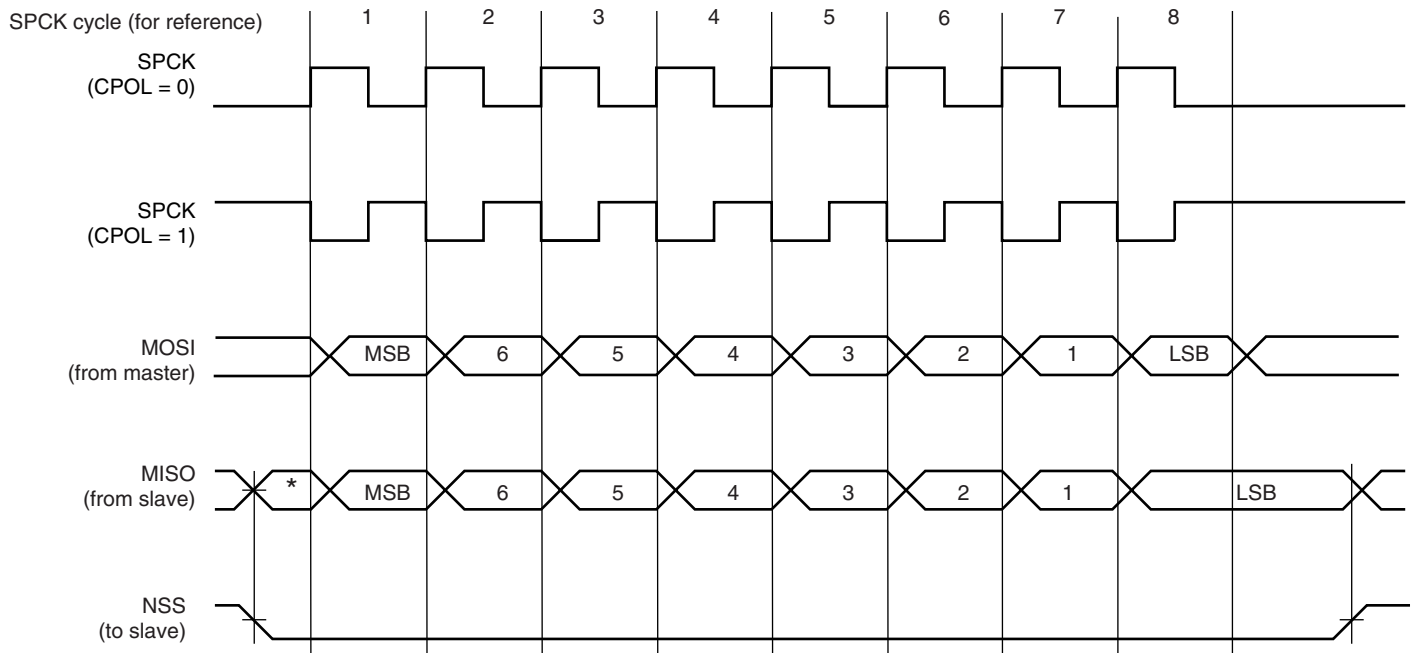 SPCK cycle (for reference) 1 2 3 4 5 6 7 8
SPCK
(CPOL = 0)
SPCK
(CPOL = 1)
MOSI
(from master)
MSB 6 5 4 3 2 1 LSB
MISO
(from slave)
* MSB 6 5 4 3 2 1 LSB
NSS
(to slave)